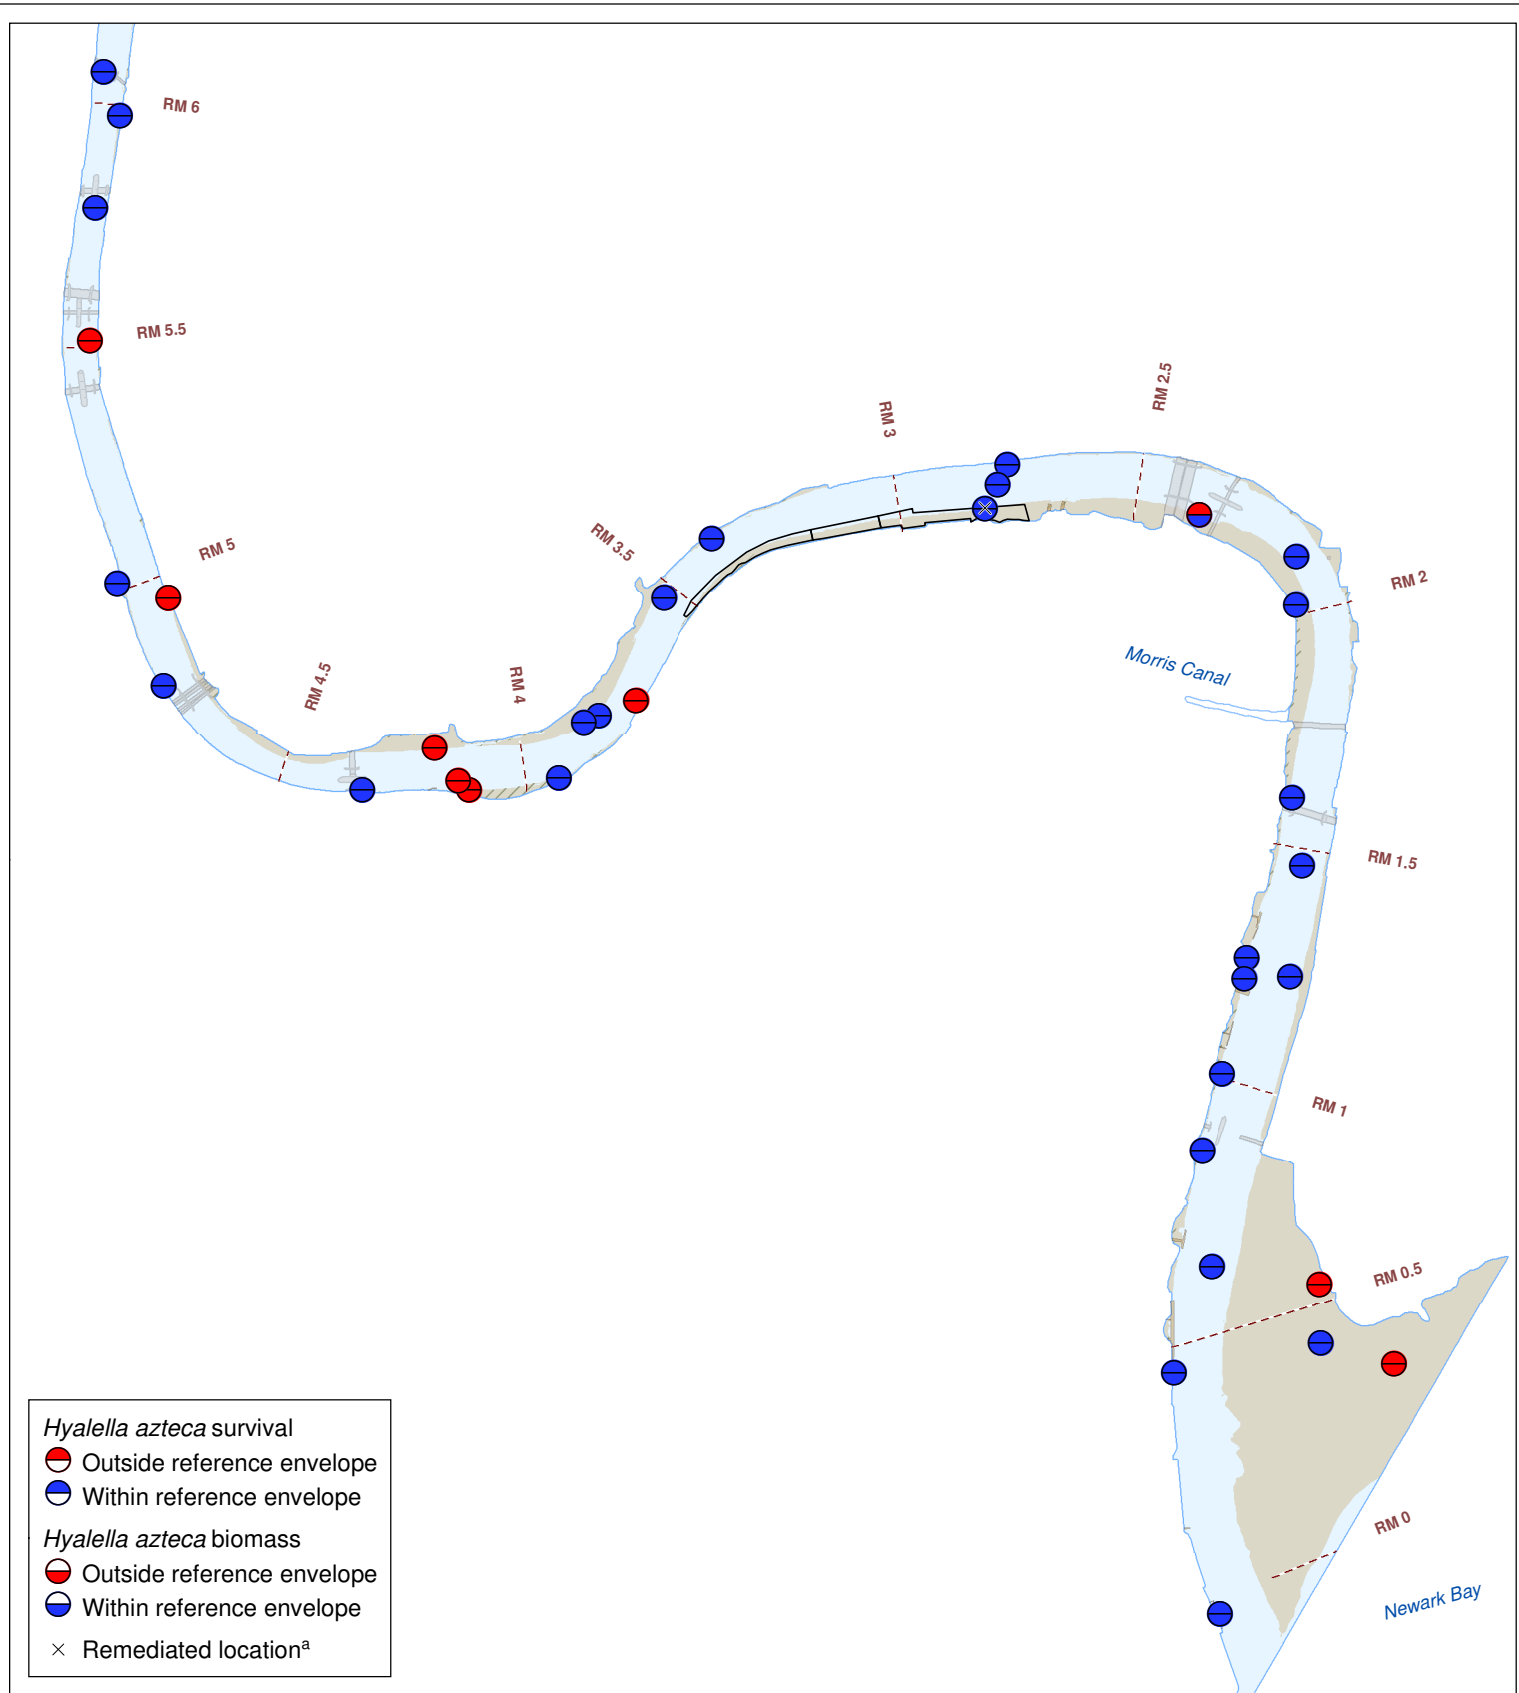 RM 6
RM 5.5
RM 5
RM 4.5
RM 4
RM 3.5
RM 3
RM 2.5
RM 2
Morris Canal
RM 1.5
RM 1
RM 0.5
RM 0
Newark Bay
Hyalella azteca survival
Outside reference envelope
Within reference envelope
Hyalella azteca biomass
Outside reference envelope
Within reference envelope
Remediated locationᵃ